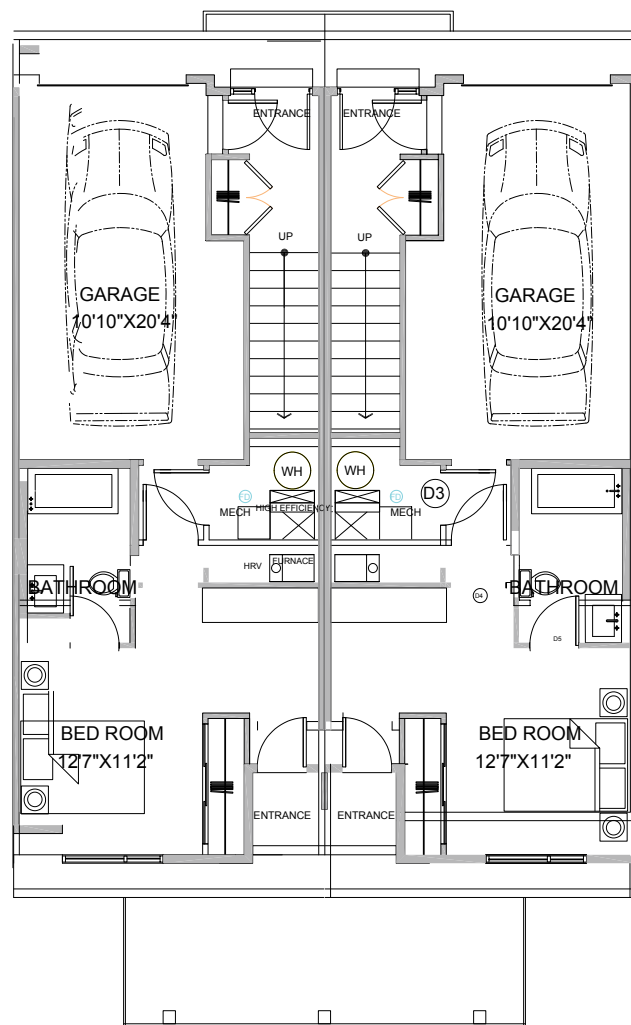 ENTRANCE
ENTRANCE
UP
UP
GARAGE
10'10"X20'4"
GARAGE
10'10"X20'4"
WH
WH
FD
FD
D3
MECH
HIGH EFFICIENCY
MECH
HRV
FURNACE
BATHROOM
BATHROOM
D4
D5
BED ROOM
12'7"X11'2"
BED ROOM
12'7"X11'2"
ENTRANCE
ENTRANCE